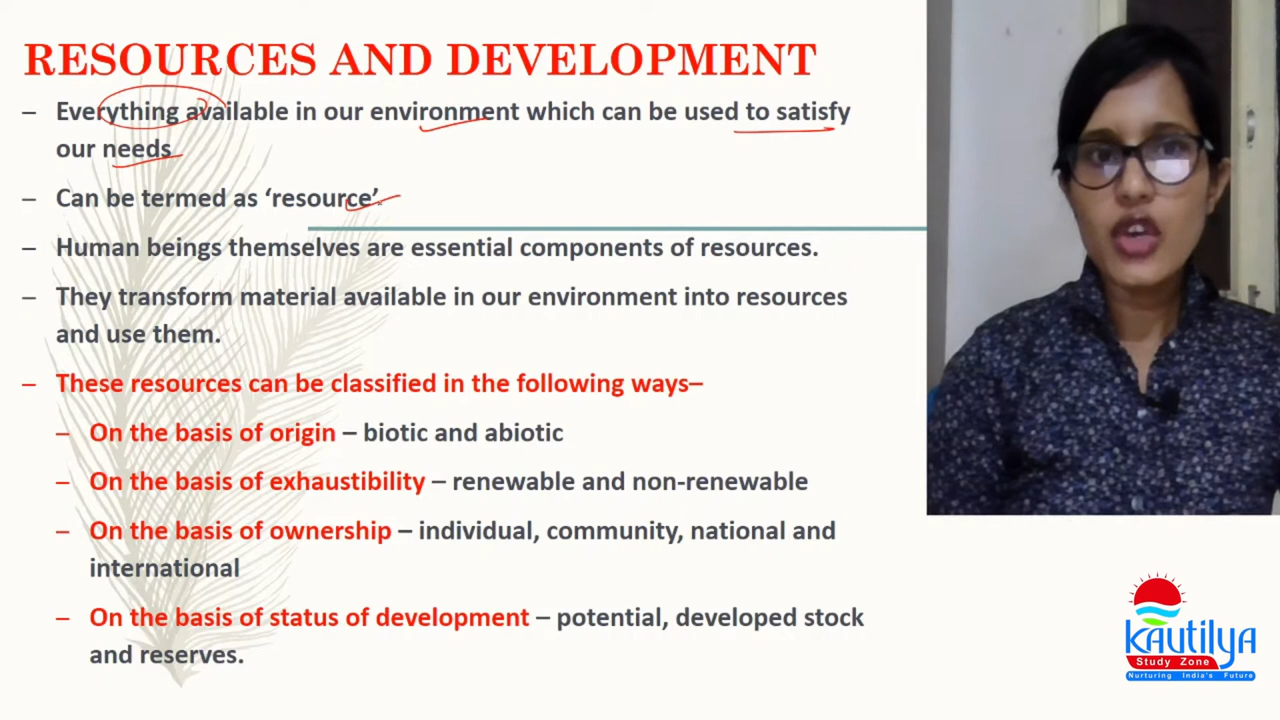 RESOURCES AND DEVELOPMENT
– Everything available in our environment which can be used to satisfy
our needs
– Can be termed as ‘resource’.
– Human beings themselves are essential components of resources.
– They transform material available in our environment into resources
and use them.
– These resources can be classified in the following ways–
– On the basis of origin – biotic and abiotic
– On the basis of exhaustibility – renewable and non-renewable
– On the basis of ownership – individual, community, national and
international
– On the basis of status of development – potential, developed stock
and reserves.
kautilya
Study Zone
Nurturing India's Future